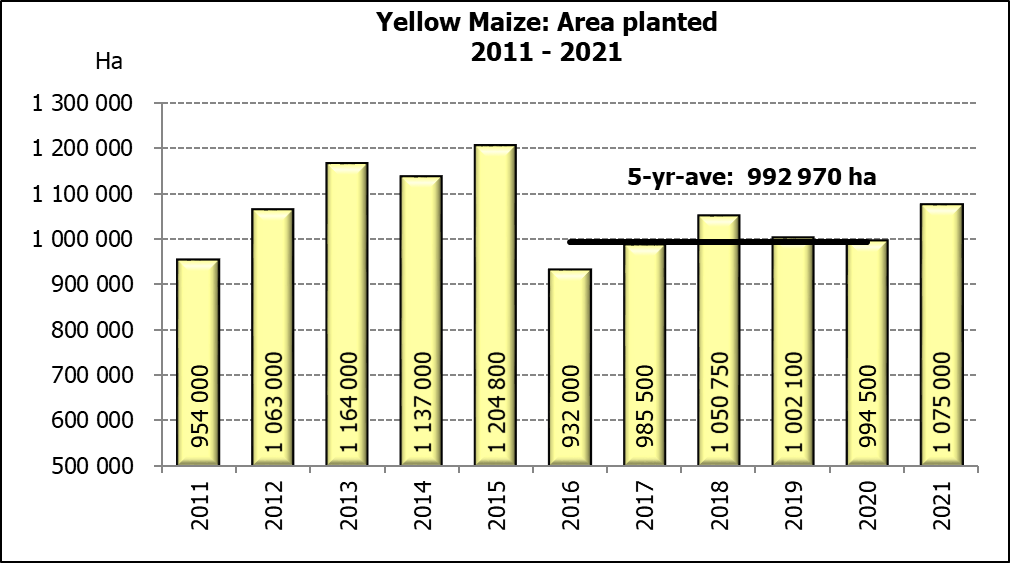 Yellow Maize: Area planted
2011 - 2021
Ha
1 300 000
1 200 000
1 100 000
1 000 000
900 000
800 000
700 000
600 000
500 000
5-yr-ave:  992 970 ha
954 000
1 063 000
1 164 000
1 137 000
1 204 800
932 000
985 500
1 050 750
1 002 100
994 500
1 075 000
2011
2012
2013
2014
2015
2016
2017
2018
2019
2020
2021